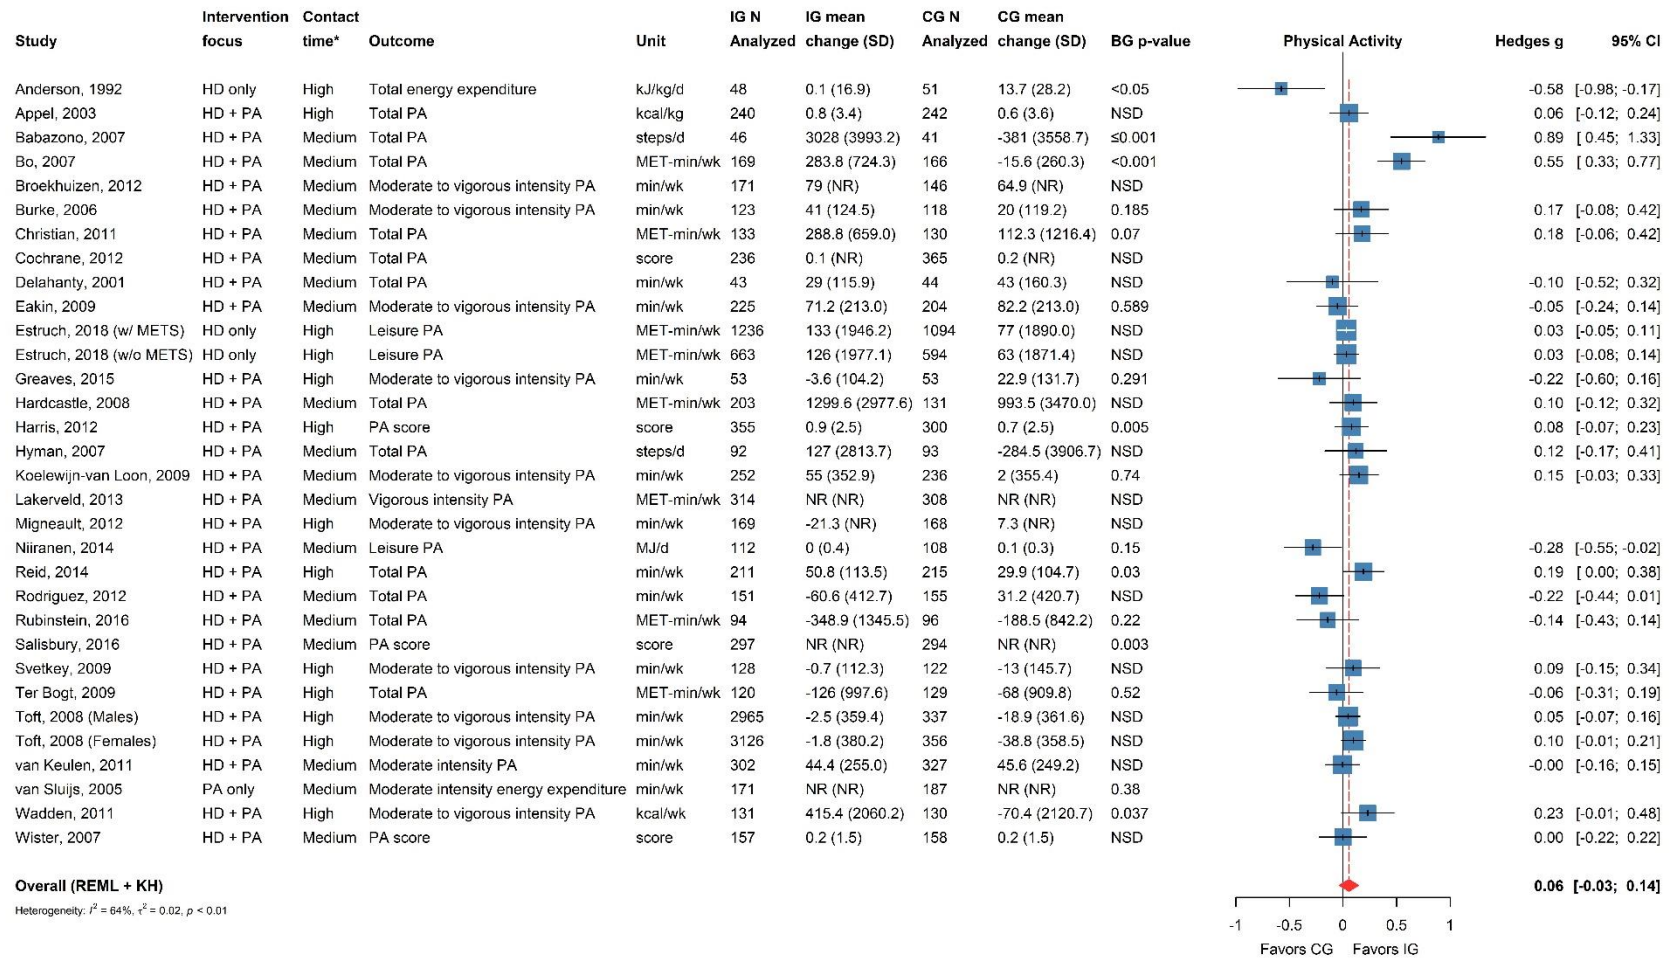 Intervention Contact IG N IG mean CG N CG mean
Study focus time* Outcome Unit Analyzed change (SD) Analyzed change (SD) BG p-value Physical Activity Hedges g 95% CI
Anderson, 1992 HD only High Total energy expenditure kJ/kg/d 48 0.1 (16.9) 51 13.7 (28.2) <0.05 -0.58 [-0.98; -0.17]
Appel, 2003 HD + PA High Total PA kcal/kg 240 0.8 (3.4) 242 0.6 (3.6) NSD 0.06 [-0.12; 0.24]
Babazono, 2007 HD + PA Medium Total PA steps/d 46 3028 (3993.2) 41 -381 (3558.7) ≤0.001 0.89 [ 0.45; 1.33]
Bo, 2007 HD + PA Medium Total PA MET-min/wk 169 283.8 (724.3) 166 -15.6 (260.3) <0.001 0.55 [ 0.33; 0.77]
Broekhuizen, 2012 HD + PA Medium Moderate to vigorous intensity PA min/wk 171 79 (NR) 146 64.9 (NR) NSD
Burke, 2006 HD + PA Medium Moderate to vigorous intensity PA min/wk 123 41 (124.5) 118 20 (119.2) 0.185 0.17 [-0.08; 0.42]
Christian, 2011 HD + PA Medium Total PA MET-min/wk 133 288.8 (659.0) 130 112.3 (1216.4) 0.07 0.18 [-0.06; 0.42]
Cochrane, 2012 HD + PA Medium Total PA score 236 0.1 (NR) 365 0.2 (NR) NSD
Delahanty, 2001 HD + PA Medium Total PA min/wk 43 29 (115.9) 44 43 (160.3) NSD -0.10 [-0.52; 0.32]
Eakin, 2009 HD + PA Medium Moderate to vigorous intensity PA min/wk 225 71.2 (213.0) 204 82.2 (213.0) 0.589 -0.05 [-0.24; 0.14]
Estruch, 2018 (w/ METS) HD only High Leisure PA MET-min/wk 1236 133 (1946.2) 1094 77 (1890.0) NSD 0.03 [-0.05; 0.11]
Estruch, 2018 (w/o METS) HD only High Leisure PA MET-min/wk 663 126 (1977.1) 594 63 (1871.4) NSD 0.03 [-0.08; 0.14]
Greaves, 2015 HD + PA High Moderate to vigorous intensity PA min/wk 53 -3.6 (104.2) 53 22.9 (131.7) 0.291 -0.22 [-0.60; 0.16]
Hardcastle, 2008 HD + PA Medium Total PA MET-min/wk 203 1299.6 (2977.6) 131 993.5 (3470.0) NSD 0.10 [-0.12; 0.32]
Harris, 2012 HD + PA High PA score score 355 0.9 (2.5) 300 0.7 (2.5) 0.005 0.08 [-0.07; 0.23]
Hyman, 2007 HD + PA Medium Total PA steps/d 92 127 (2813.7) 93 -284.5 (3906.7) NSD 0.12 [-0.17; 0.41]
Koelewijn-van Loon, 2009 HD + PA Medium Moderate to vigorous intensity PA min/wk 252 55 (352.9) 236 2 (355.4) 0.74 0.15 [-0.03; 0.33]
Lakerveld, 2013 HD + PA Medium Vigorous intensity PA MET-min/wk 314 NR (NR) 308 NR (NR) NSD
Migneault, 2012 HD + PA High Moderate to vigorous intensity PA min/wk 169 -21.3 (NR) 168 7.3 (NR) NSD
Niiranen, 2014 HD + PA Medium Leisure PA MJ/d 112 0 (0.4) 108 0.1 (0.3) 0.15 -0.28 [-0.55; -0.02]
Reid, 2014 HD + PA High Total PA min/wk 211 50.8 (113.5) 215 29.9 (104.7) 0.03 0.19 [ 0.00; 0.38]
Rodriguez, 2012 HD + PA Medium Total PA min/wk 151 -60.6 (412.7) 155 31.2 (420.7) NSD -0.22 [-0.44; 0.01]
Rubinstein, 2016 HD + PA Medium Total PA MET-min/wk 94 -348.9 (1345.5) 96 -188.5 (842.2) 0.22 -0.14 [-0.43; 0.14]
Salisbury, 2016 HD + PA Medium PA score score 297 NR (NR) 294 NR (NR) 0.003
Svetkey, 2009 HD + PA High Moderate to vigorous intensity PA min/wk 128 -0.7 (112.3) 122 -13 (145.7) NSD 0.09 [-0.15; 0.34]
Ter Bogt, 2009 HD + PA High Total PA MET-min/wk 120 -126 (997.6) 129 -68 (909.8) 0.52 -0.06 [-0.31; 0.19]
Toft, 2008 (Males) HD + PA High Moderate to vigorous intensity PA min/wk 2965 -2.5 (359.4) 337 -18.9 (361.6) NSD 0.05 [-0.07; 0.16]
Toft, 2008 (Females) HD + PA High Moderate to vigorous intensity PA min/wk 3126 -1.8 (380.2) 356 -38.8 (358.5) NSD 0.10 [-0.01; 0.21]
van Keulen, 2011 HD + PA Medium Moderate intensity PA min/wk 302 44.4 (255.0) 327 45.6 (249.2) NSD -0.00 [-0.16; 0.15]
van Sluijs, 2005 PA only Medium Moderate intensity energy expenditure min/wk 171 NR (NR) 187 NR (NR) 0.38
Wadden, 2011 HD + PA High Moderate to vigorous intensity PA kcal/wk 131 415.4 (2060.2) 130 -70.4 (2120.7) 0.037 0.23 [-0.01; 0.48]
Wister, 2007 HD + PA Medium PA score score 157 0.2 (1.5) 158 0.2 (1.5) NSD 0.00 [-0.22; 0.22]
Overall (REML + KH) 0.06 [-0.03; 0.14]
Heterogeneity: I² = 64%, τ² = 0.02, p < 0.01
-1 -0.5 0 0.5 1
Favors CG Favors IG